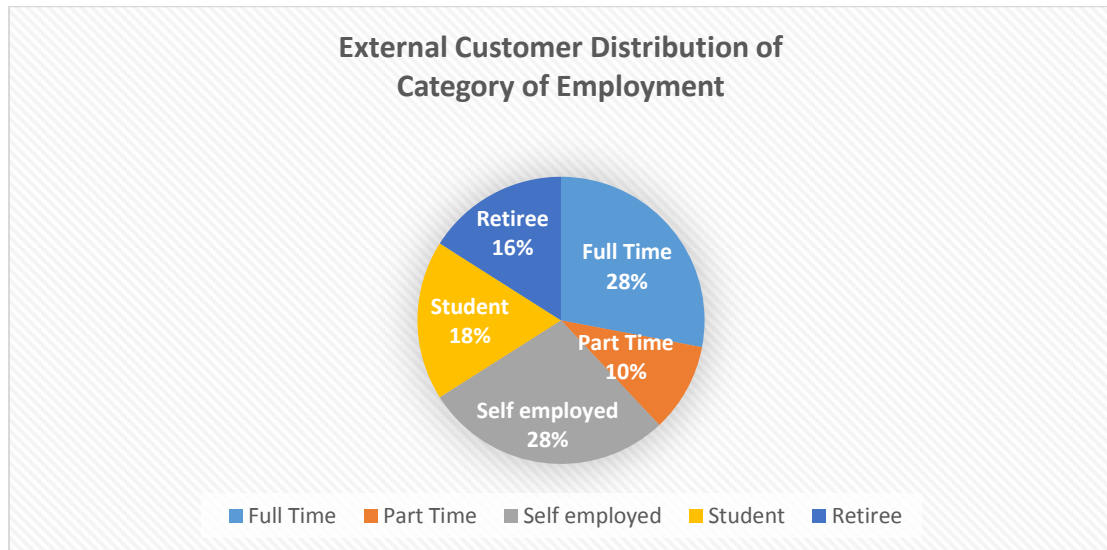 External Customer Distribution of
Category of Employment
Retiree
16%
Full Time
28%
Student
18%
Part Time
10%
Self employed
28%
Full Time Part Time Self employed Student Retiree